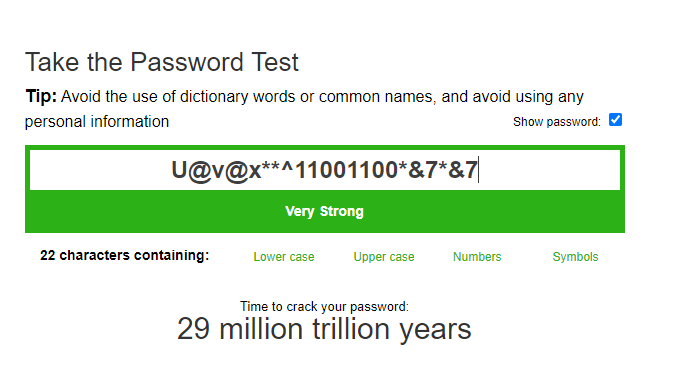 Take the Password Test
Tip: Avoid the use of dictionary words or common names, and avoid using any
personal information
Show password:
U@v@x**^11001100*&7*&7
Very Strong
22 characters containing: Lower case Upper case Numbers Symbols
Time to crack your password:
29 million trillion years